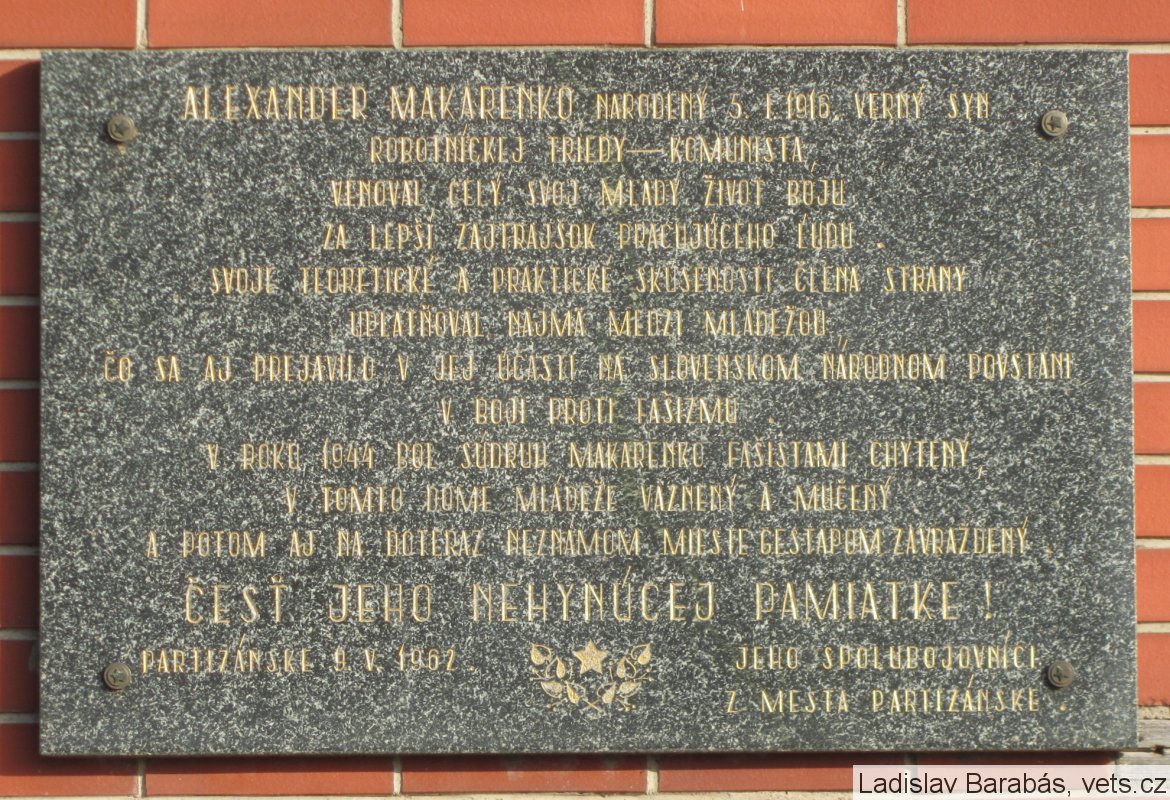 ALEXANDER MAKARENKO NARODENÝ 5. I. 1916, VERNÝ SYN
ROBOTNÍCKEJ TRIEDY — KOMUNISTA,
VENOVAL CELÝ SVOJ MLADÝ ŽIVOT BOJU
ZA LEPŠÍ ZAJTRAJŠOK PRACUJÚCEHO ĽUDU .
SVOJE TEORETICKÉ A PRAKTICKÉ SKÚSENOSTI ČLENA STRANY
UPLATŇOVAL NAJMÄ MEDZI MLÁDEŽOU,
ČO SA AJ PREJAVILO V JEJ ÚČASTI NA SLOVENSKOM NÁRODNOM POVSTANÍ
V BOJI PROTI FAŠIZMU .
V ROKU 1944 BOL SÚDRUH MAKARENKO FAŠISTAMI CHYTENÝ,
V TOMTO DOME MLÁDEŽE VÄZNENÝ A MUČENÝ
A POTOM AJ NA DOTERAZ NEZNÁMOM MIESTE GESTAPOM ZAVRAŽDENÝ .
ČESŤ JEHO NEHYNÚCEJ PAMIATKE !
PARTIZÁNSKE 9. V. 1962 .
JEHO SPOLUBOJOVNÍCI
Z MESTA PARTIZÁNSKE .
Ladislav Barabás, vets.cz